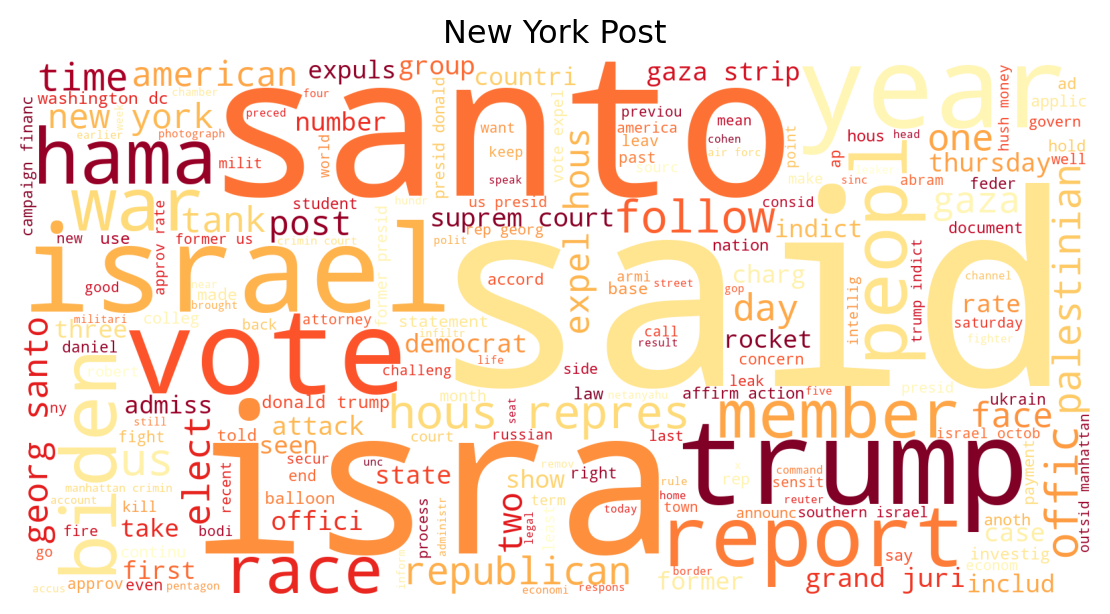 New York Post
time
american
expuls
group
countri
gaza strip
year
washington dc
chamber
four
santo
want
previou
mean
ad
applic
hush money
new york
earlier
photograph
preced
number
world
presid donald
keep
vote expel
america
leav
past
cohen
air forc
point
hous
head
one
govern
hama
milit
speak
sourc
make
ap
sinc
abram
thursday
hold
well
campaign financ
war
tank
student
post
hundr
us presid
suprem court
follow
consid
indict
feder
gaza
document
new
use
former us
crimin court
polit
rep georg
expel hous
nation
peopl
palestinian
israel
good
approv rate
near
brought
former presid
accord
armi
base
street
gop
charg
intellig
trump indict
channel
rate
said
militari
made
colleg
back
attorney
statement
infiltr
call
result
day
rocket
saturday
fighter
three
daniel
robert
vote
democrat
life
challeng
side
concern
leak
georg santo
biden
admiss
donald trump
month
law
affirm action
five
presid
ukrain
netanyahu
seat
hous repres
member
face
ny
still
fight
us
elect
told
seen
attack
court
russian
last
israel octob
offic
secur
end
state
unc
show
right
remov
rep
trump
command
sensit
reuter
payment
outsid manhattan
manhattan crimin
account
kill
recent
balloon
isra
term
rule
home
town
announc
southern israel
anoth
fire
take
bodi
offici
process
administr
two
legal
today
report
case
go
continu
say
investig
first
race
inform
republican
border
former
econom
accus
approv
even
pentagon
economi
respons
grand juri
includ